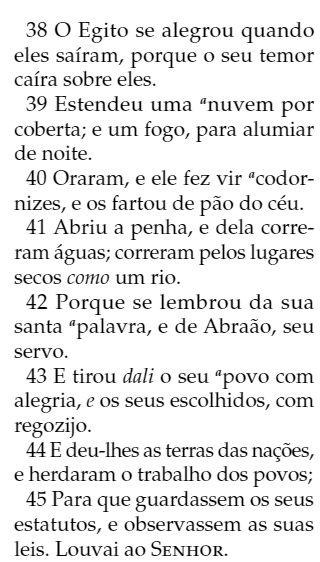 38 O Egito se alegrou quando
eles saíram, porque o seu temor
caíra sobre eles.
39 Estendeu uma ᵃnuvem por
coberta; e um fogo, para alumiar
de noite.
40 Oraram, e ele fez vir ᵃcodor-
nizes, e os fartou de pão do céu.
41 Abriu a penha, e dela corre-
ram águas; correram pelos lugares
secos como um rio.
42 Porque se lembrou da sua
santa ᵃpalavra, e de Abraão, seu
servo.
43 E tirou dali o seu ᵃpovo com
alegria, e os seus escolhidos, com
regozijo.
44 E deu-lhes as terras das nações,
e herdaram o trabalho dos povos;
45 Para que guardassem os seus
estatutos, e observassem as suas
leis. Louvai ao SENHOR.